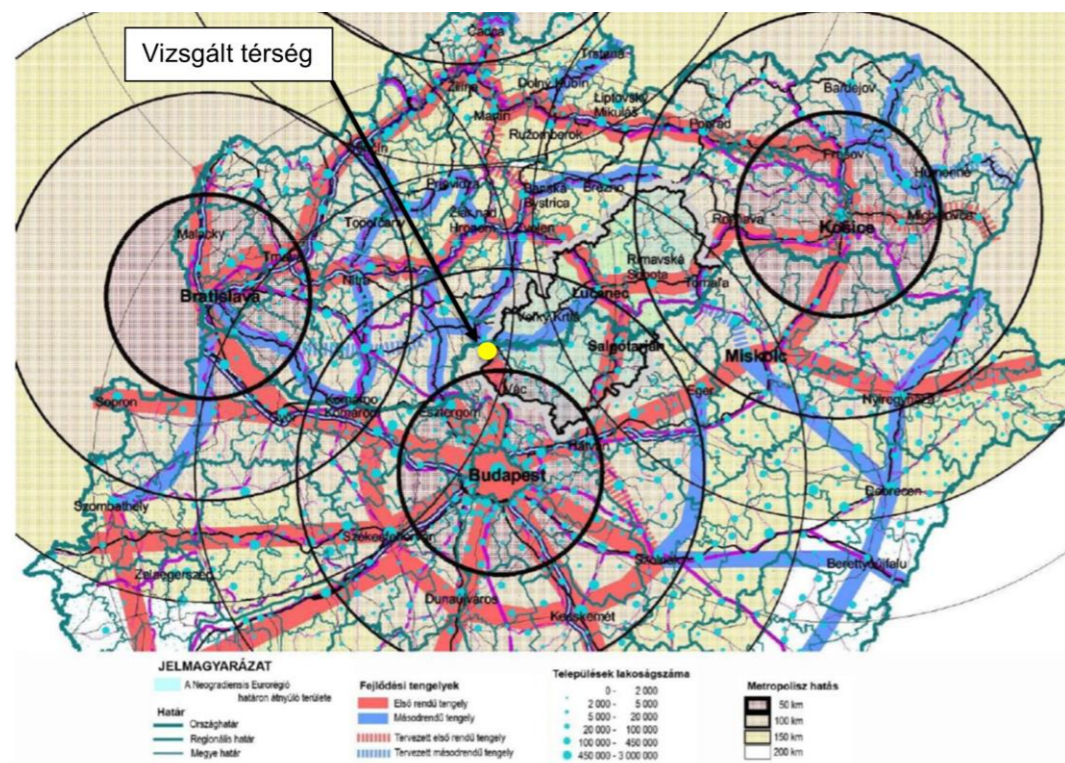 Vizsgált térség
Čadca
Trstená
Žilina
Dolný Kubín
Bardejov
Martin
Liptovský
Mikuláš
Poprad
Ružomberok
Prešov
Humenné
Prievidza
Banská
Bystrica
Brezno
Topoľčany
Žiar nad
Hronom
Zvolen
Rožňava
Michalovce
Malacky
Košice
Trnava
Rimavská
Sobota
Bratislava
Nitra
Lučenec
Tornaľa
Veľký Krtíš
Salgótarján
Miskolc
Vác
Eger
Nyíregyháza
Sopron
Komárno
Komárom
Esztergom
Győr
Hatvan
Budapest
Debrecen
Szombathely
Székesfehérvár
Szolnok
Berettyóújfalu
Zalaegerszeg
Dunaújváros
Kecskemét
JELMAGYARÁZAT
A Neogradiensis Eurorégió
határon átnyúló területe
Határ
Országhatár
Regionális határ
Megye határ
Fejlődési tengelyek
Első rendű tengely
Másodrendű tengely
Tervezett első rendű tengely
Tervezett másodrendű tengely
Települések lakoságszáma
0 - 2 000
2 000 - 5 000
5 000 - 20 000
20 000 - 100 000
100 000 - 450 000
450 000 - 3 000 000
Metropolisz hatás
50 km
100 km
150 km
200 km